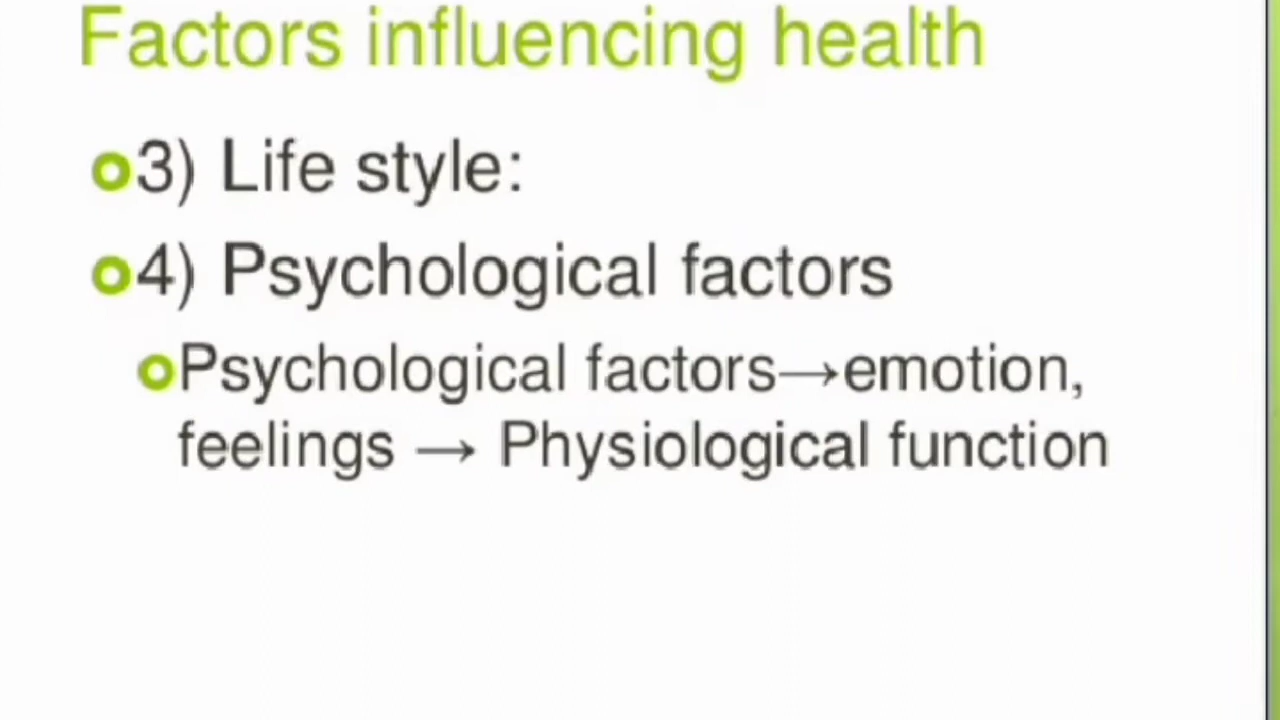 Factors influencing health
3) Life style:
4) Psychological factors
Psychological factors→emotion,
feelings → Physiological function